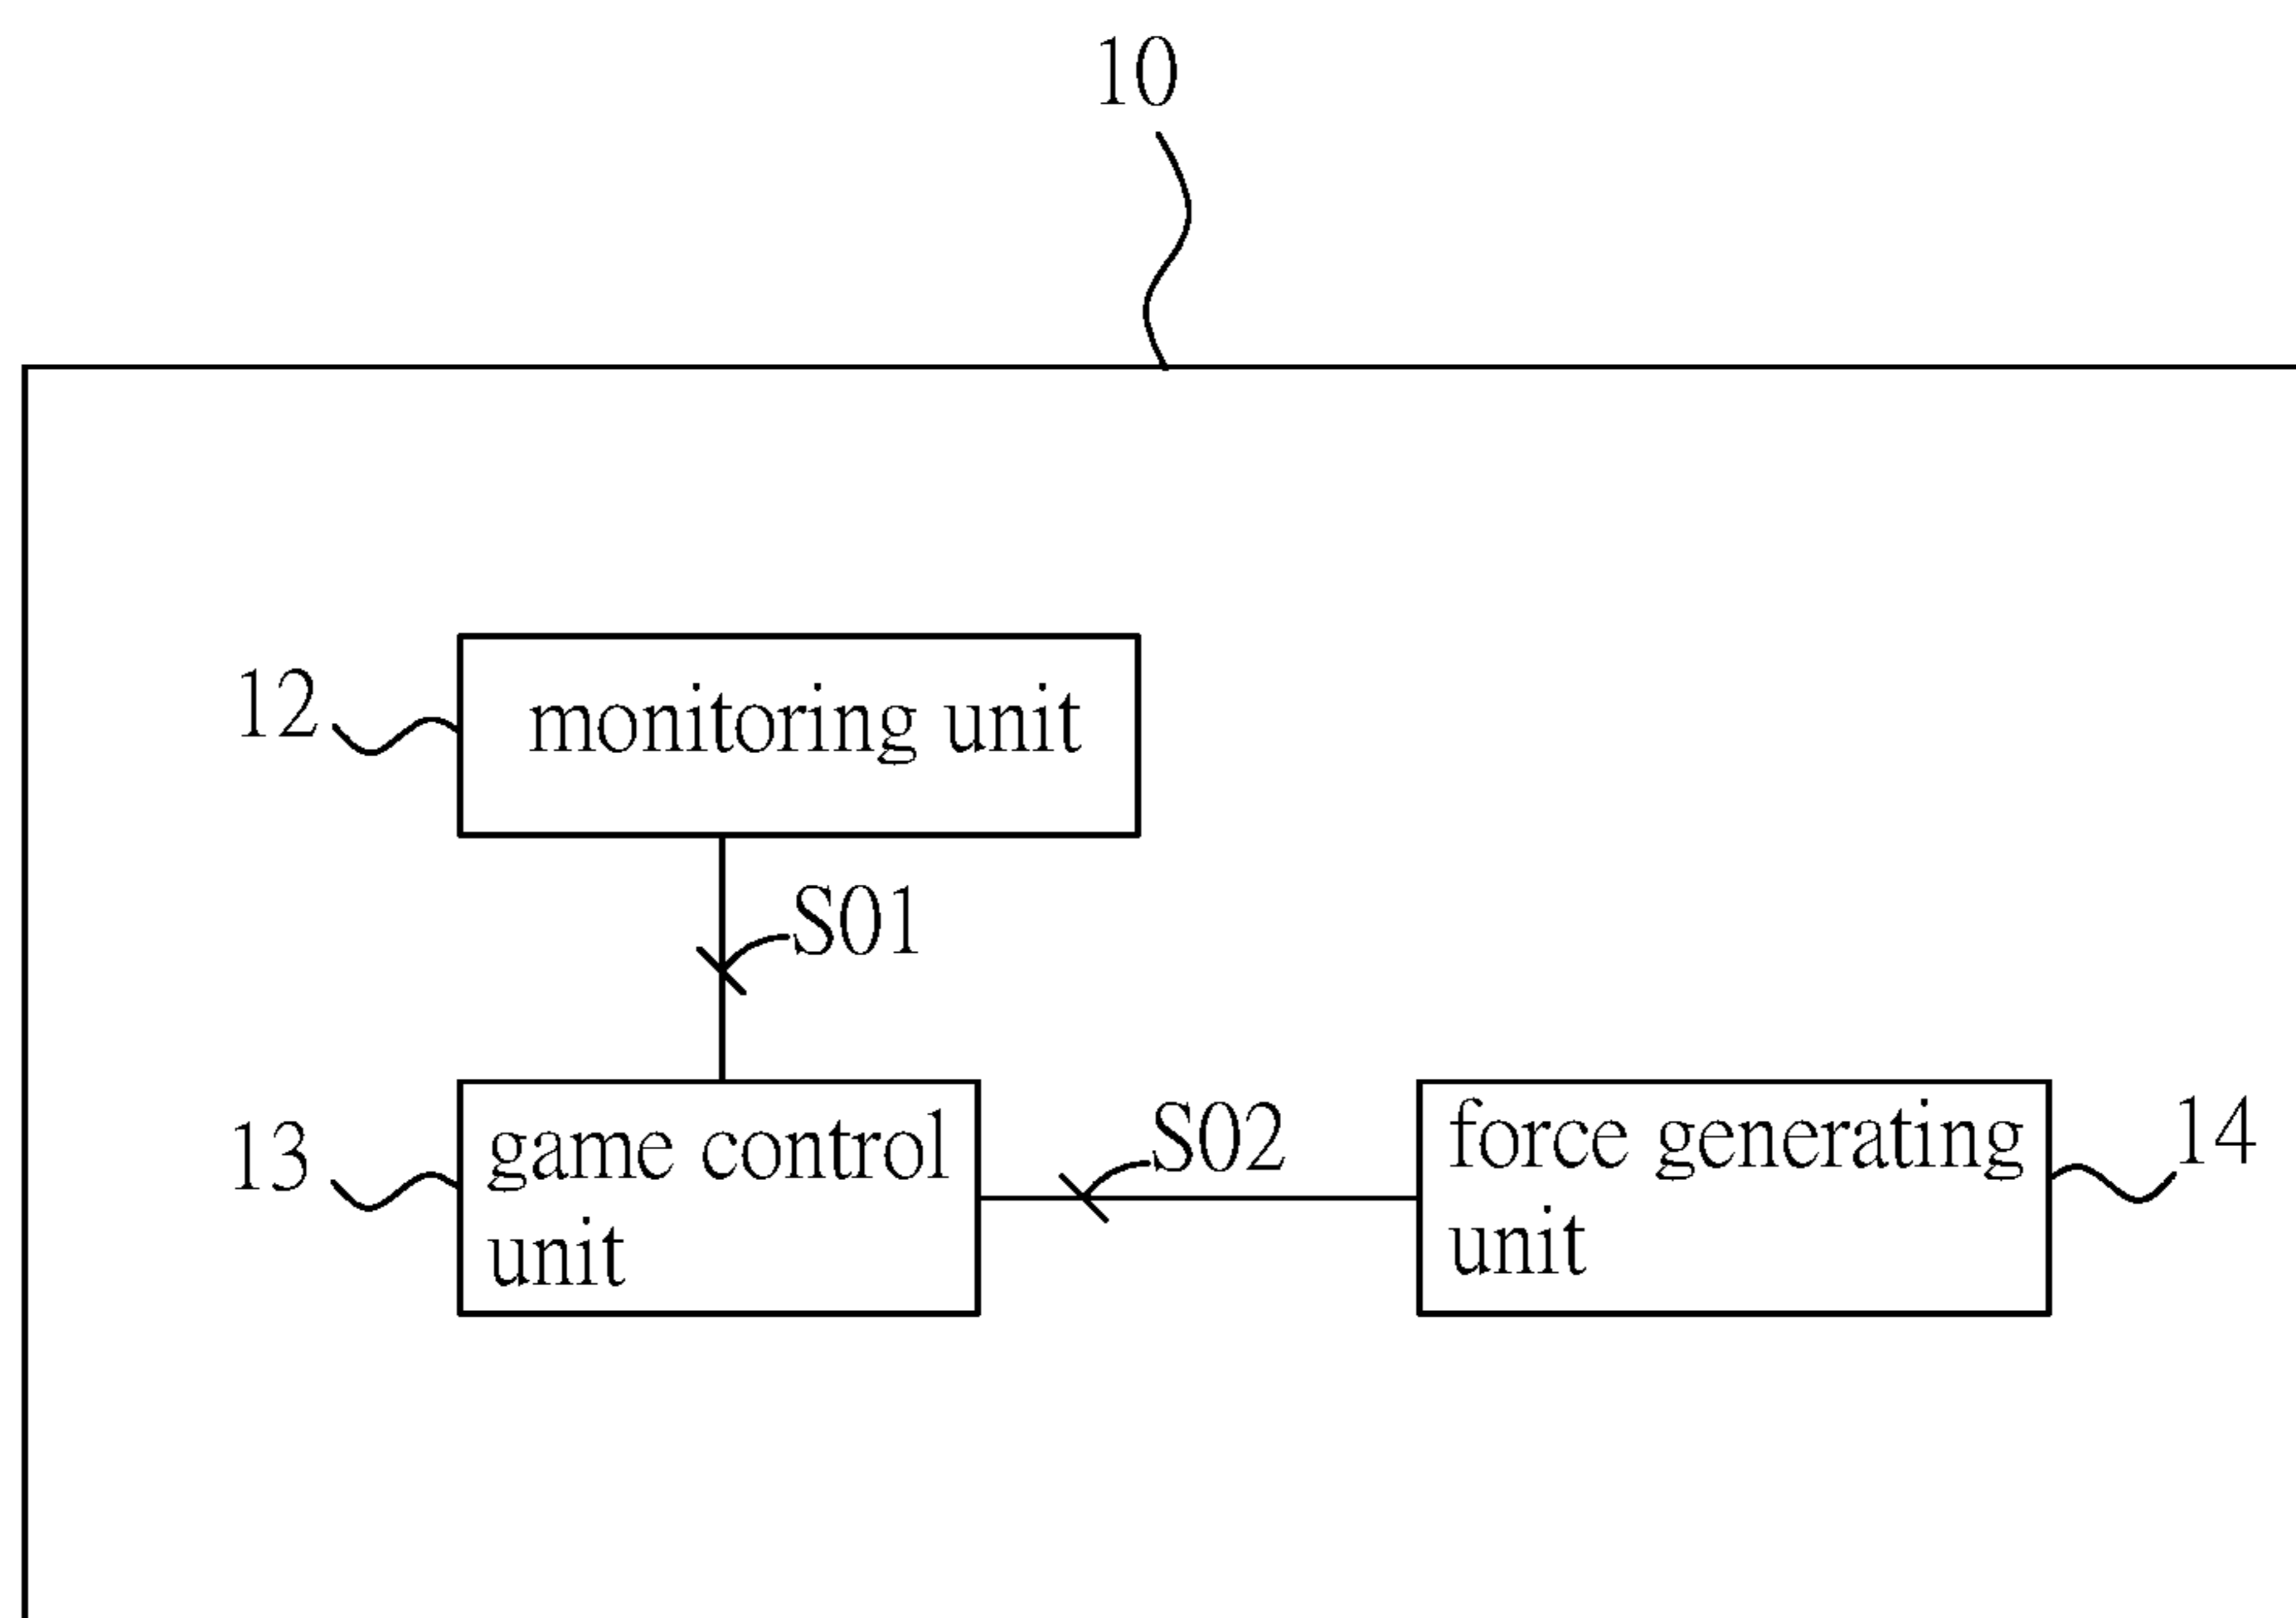 10
12
monitoring unit
S01
13
game control
unit
S02
force generating
unit
14